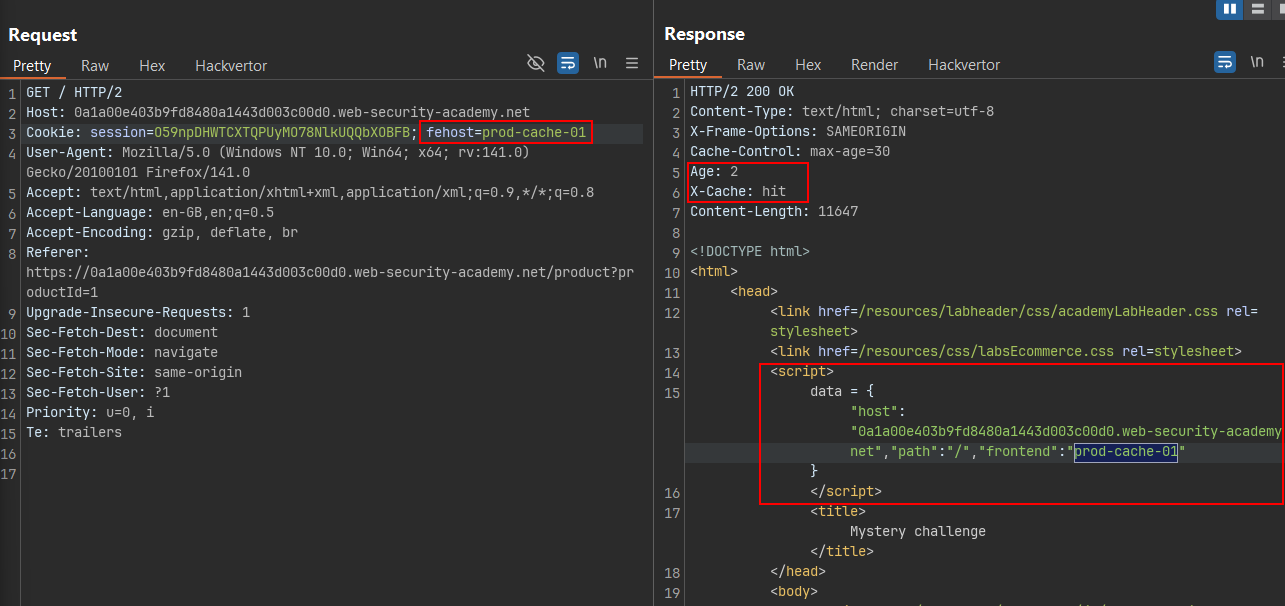 Request
Pretty Raw Hex Hackvertor \n
1 GET / HTTP/2
2 Host: 0a1a00e403b9fd8480a1443d003c00d0.web-security-academy.net
3 Cookie: session=O59npDHWTCXTQPUyMO78NlkUQQbXOBFB; fehost=prod-cache-01
4 User-Agent: Mozilla/5.0 (Windows NT 10.0; Win64; x64; rv:141.0)
Gecko/20100101 Firefox/141.0
5 Accept: text/html,application/xhtml+xml,application/xml;q=0.9,*/*;q=0.8
6 Accept-Language: en-GB,en;q=0.5
7 Accept-Encoding: gzip, deflate, br
8 Referer:
https://0a1a00e403b9fd8480a1443d003c00d0.web-security-academy.net/product?pr
oductId=1
9 Upgrade-Insecure-Requests: 1
10 Sec-Fetch-Dest: document
11 Sec-Fetch-Mode: navigate
12 Sec-Fetch-Site: same-origin
13 Sec-Fetch-User: ?1
14 Priority: u=0, i
15 Te: trailers
16
17
Response
Pretty Raw Hex Render Hackvertor \n
1 HTTP/2 200 OK
2 Content-Type: text/html; charset=utf-8
3 X-Frame-Options: SAMEORIGIN
4 Cache-Control: max-age=30
5 Age: 2
6 X-Cache: hit
7 Content-Length: 11647
8
9 <!DOCTYPE html>
10 <html>
11 <head>
12 <link href=/resources/labheader/css/academyLabHeader.css rel=
stylesheet>
13 <link href=/resources/css/labsEcommerce.css rel=stylesheet>
14 <script>
15 data = {
"host":
"0a1a00e403b9fd8480a1443d003c00d0.web-security-academy
net","path":"/","frontend":"prod-cache-01"
}
16 </script>
17 <title>
Mystery challenge
</title>
18 </head>
19 <body>